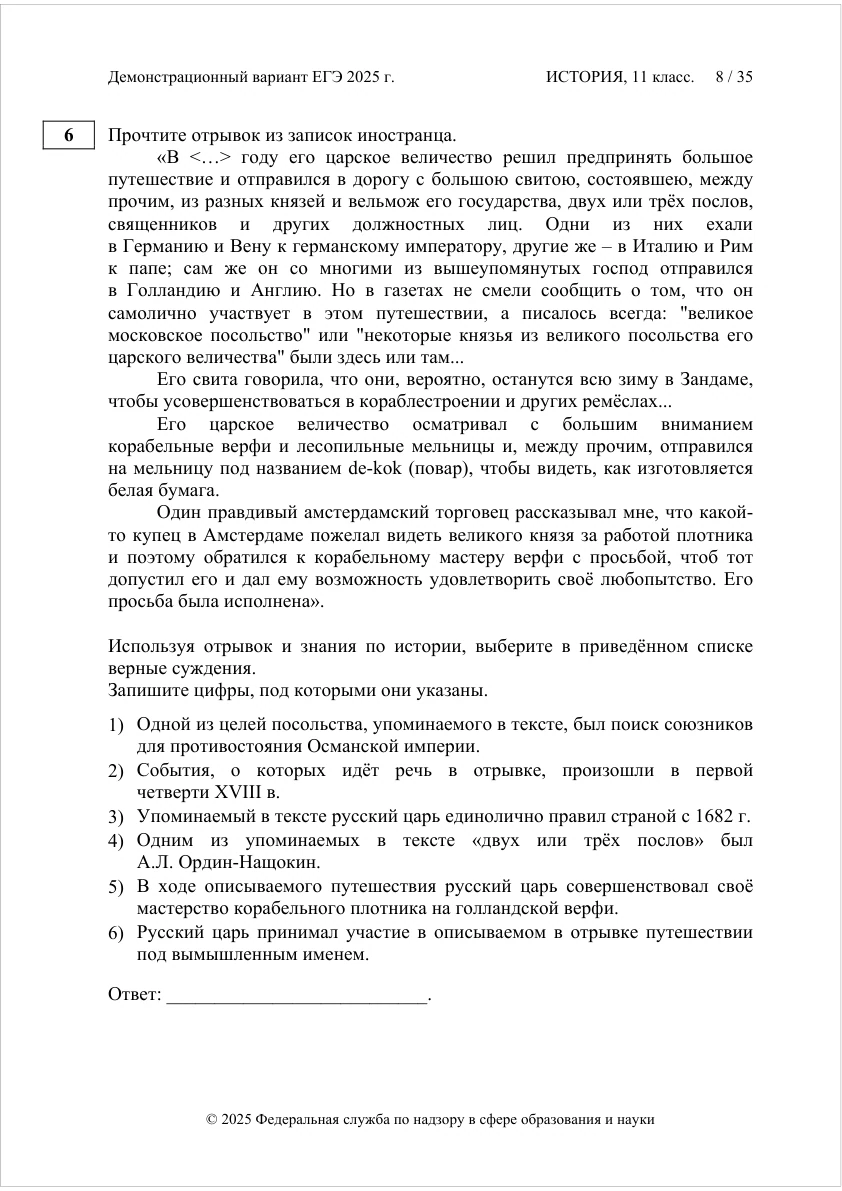 Демонстрационный вариант ЕГЭ 2025 г. ИСТОРИЯ, 11 класс. 8 / 35
6 Прочтите отрывок из записок иностранца.
«В <…> году его царское величество решил предпринять большое
путешествие и отправился в дорогу с большою свитою, состоявшею, между
прочим, из разных князей и вельмож его государства, двух или трёх послов,
священников и других должностных лиц. Одни из них ехали
в Германию и Вену к германскому императору, другие же – в Италию и Рим
к папе; сам же он со многими из вышеупомянутых господ отправился
в Голландию и Англию. Но в газетах не смели сообщить о том, что он
самолично участвует в этом путешествии, а писалось всегда: "великое
московское посольство" или "некоторые князья из великого посольства его
царского величества" были здесь или там...
Его свита говорила, что они, вероятно, останутся всю зиму в Зандаме,
чтобы усовершенствоваться в кораблестроении и других ремёслах...
Его царское величество осматривал с большим вниманием
корабельные верфи и лесопильные мельницы и, между прочим, отправился
на мельницу под названием de-kok (повар), чтобы видеть, как изготовляется
белая бумага.
Один правдивый амстердамский торговец рассказывал мне, что какой-
то купец в Амстердаме пожелал видеть великого князя за работой плотника
и поэтому обратился к корабельному мастеру верфи с просьбой, чтоб тот
допустил его и дал ему возможность удовлетворить своё любопытство. Его
просьба была исполнена».
Используя отрывок и знания по истории, выберите в приведённом списке
верные суждения.
Запишите цифры, под которыми они указаны.
1) Одной из целей посольства, упоминаемого в тексте, был поиск союзников
для противостояния Османской империи.
2) События, о которых идёт речь в отрывке, произошли в первой
четверти XVIII в.
3) Упоминаемый в тексте русский царь единолично правил страной с 1682 г.
4) Одним из упоминаемых в тексте «двух или трёх послов» был
А.Л. Ордин-Нащокин.
5) В ходе описываемого путешествия русский царь совершенствовал своё
мастерство корабельного плотника на голландской верфи.
6) Русский царь принимал участие в описываемом в отрывке путешествии
под вымышленным именем.
Ответ: ___________________________.
© 2025 Федеральная служба по надзору в сфере образования и науки